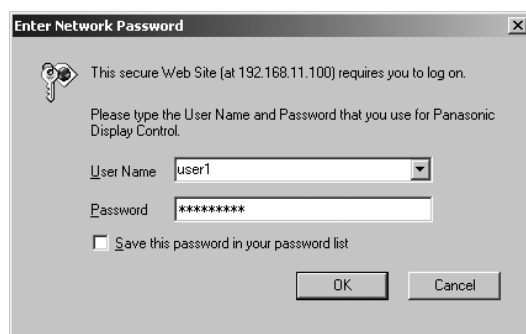 Enter Network Password
This secure Web Site (at 192.168.11.100) requires you to log on.
Please type the User Name and Password that you use for Panasonic
Display Control.
User Name user1
Password *********
Save this password in your password list
OK Cancel